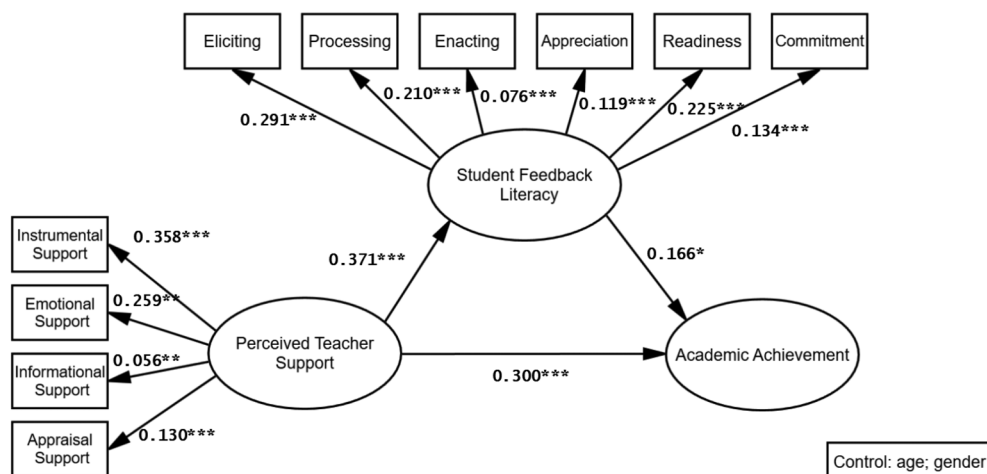 Eliciting
Processing
Enacting
Appreciation
Readiness
Commitment
0.291***
0.210***
0.076***
0.119***
0.225***
0.134***
Student Feedback
Literacy
Instrumental
Support
0.358***
0.371***
0.166*
Emotional
Support
0.259**
Informational
Support
0.056**
Appraisal
Support
0.130***
Perceived Teacher
Support
0.300***
Academic Achievement
Control: age; gender